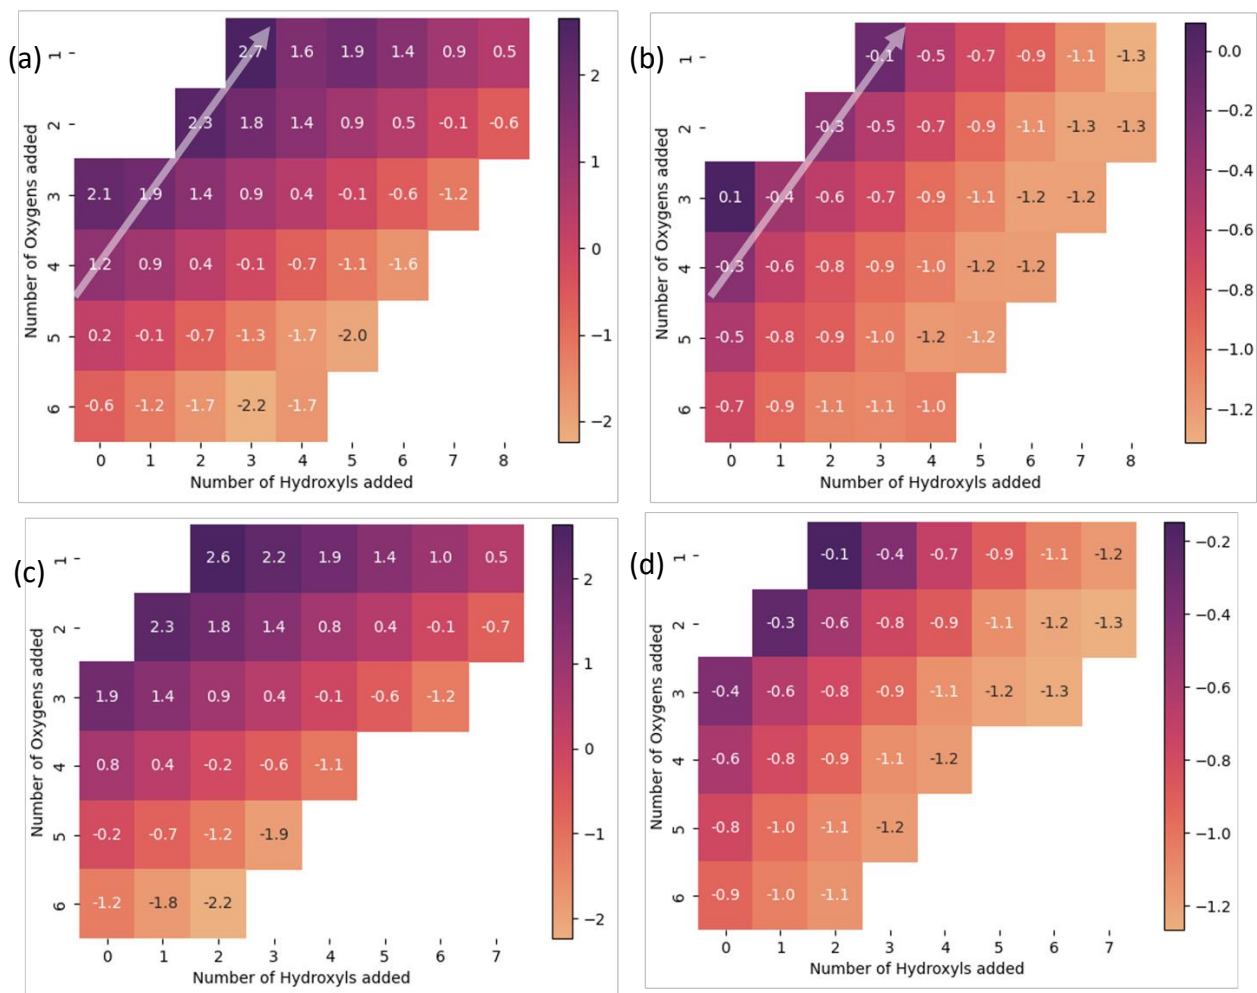 (a)
Number of Oxygens added
1 2.7 1.6 1.9 1.4 0.9 0.5
2 2.3 1.8 1.4 0.9 0.5 -0.1 -0.6
3 2.1 1.9 1.4 0.9 0.4 -0.1 -0.6 -1.2
4 1.2 0.9 0.4 -0.1 -0.7 -1.1 -1.6
5 0.2 -0.1 -0.7 -1.3 -1.7 -2.0
6 -0.6 -1.2 -1.7 -2.2 -1.7
0 1 2 3 4 5 6 7 8
Number of Hydroxyls added
2
1
0
−1
−2
(b)
Number of Oxygens added
1 -0.1 -0.5 -0.7 -0.9 -1.1 -1.3
2 -0.3 -0.5 -0.7 -0.9 -1.1 -1.3 -1.3
3 0.1 -0.4 -0.6 -0.7 -0.9 -1.1 -1.2 -1.2
4 -0.3 -0.6 -0.8 -0.9 -1.0 -1.2 -1.2
5 -0.5 -0.8 -0.9 -1.0 -1.2 -1.2
6 -0.7 -0.9 -1.1 -1.1 -1.0
0 1 2 3 4 5 6 7 8
Number of Hydroxyls added
0.0
−0.2
−0.4
−0.6
−0.8
−1.0
−1.2
(c)
Number of Oxygens added
1 2.6 2.2 1.9 1.4 1.0 0.5
2 2.3 1.8 1.4 0.8 0.4 -0.1 -0.7
3 1.9 1.4 0.9 0.4 -0.1 -0.6 -1.2
4 0.8 0.4 -0.2 -0.6 -1.1
5 -0.2 -0.7 -1.2 -1.9
6 -1.2 -1.8 -2.2
0 1 2 3 4 5 6 7
Number of Hydroxyls added
2
1
0
−1
−2
(d)
Number of Oxygens added
1 -0.1 -0.4 -0.7 -0.9 -1.1 -1.2
2 -0.3 -0.6 -0.8 -0.9 -1.1 -1.2 -1.3
3 -0.4 -0.6 -0.8 -0.9 -1.1 -1.2 -1.3
4 -0.6 -0.8 -0.9 -1.1 -1.2
5 -0.8 -1.0 -1.1 -1.2
6 -0.9 -1.0 -1.1
0 1 2 3 4 5 6 7
Number of Hydroxyls added
−0.2
−0.4
−0.6
−0.8
−1.0
−1.2